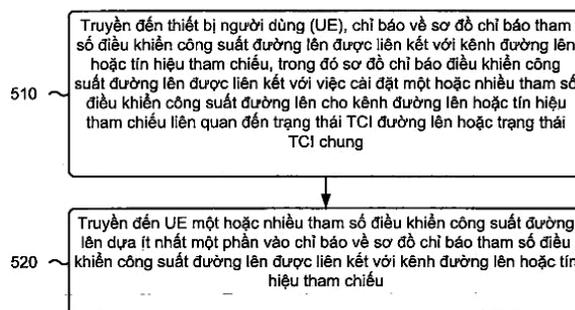 Truyền đến thiết bị người dùng (UE), chỉ báo về sơ đồ chỉ báo tham
số điều khiển công suất đường lên được liên kết với kênh đường lên
hoặc tín hiệu tham chiếu, trong đó sơ đồ chỉ báo điều khiển công
suất đường lên được liên kết với việc cài đặt một hoặc nhiều tham số
510
điều khiển công suất đường lên cho kênh đường lên hoặc tín hiệu
tham chiếu liên quan đến trạng thái TCI đường lên hoặc trạng thái
TCI chung
Truyền đến UE một hoặc nhiều tham số điều khiển công suất đường
lên dựa ít nhất một phần vào chỉ báo về sơ đồ chỉ báo tham số điều
520
khiển công suất đường lên được liên kết với kênh đường lên hoặc tín
hiệu tham chiếu